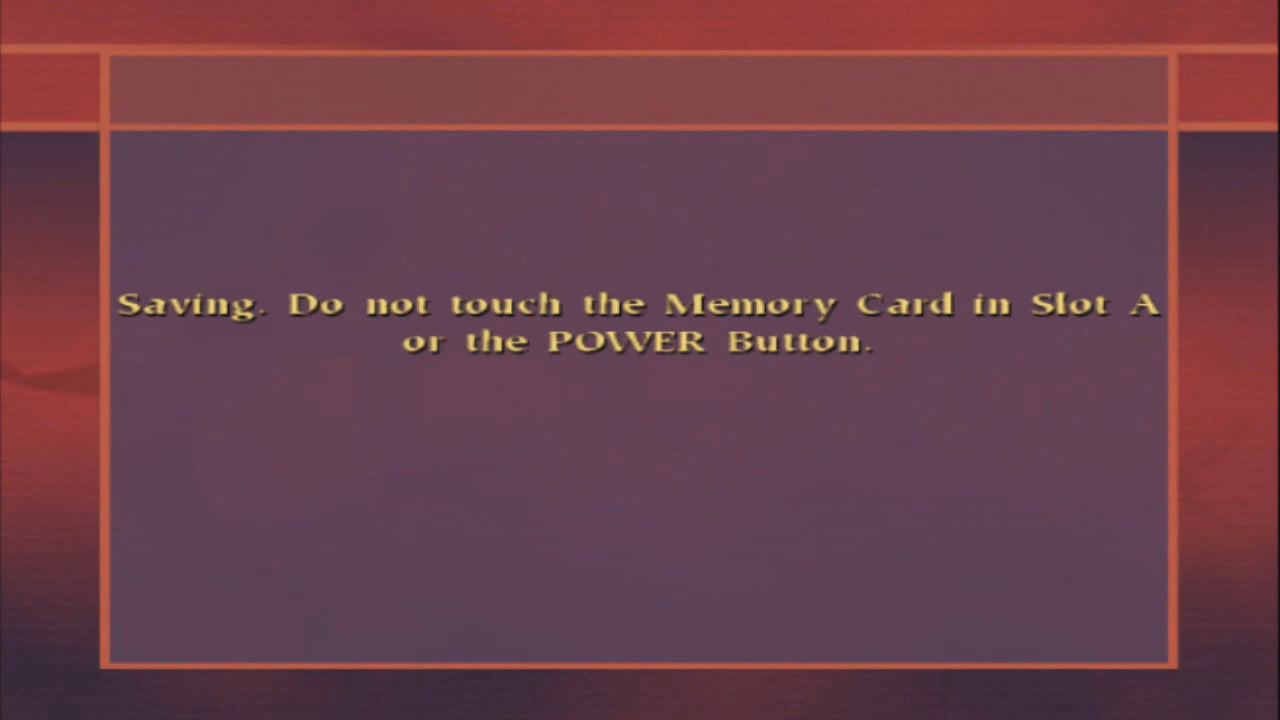 Saving. Do not touch the Memory Card in Slot A
or the POWER Button.